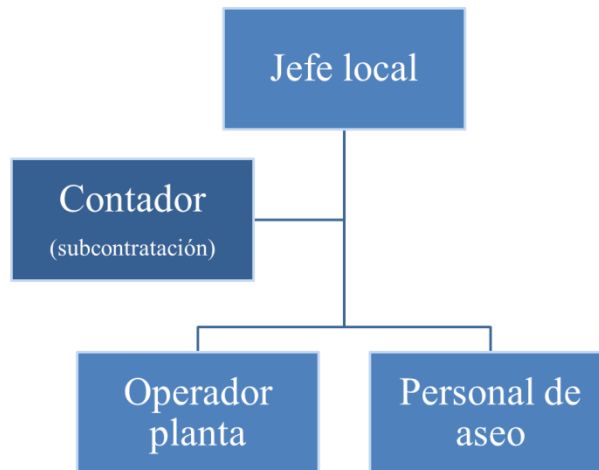 Jefe local
Contador
(subcontratación)
Operador
planta
Personal de
aseo